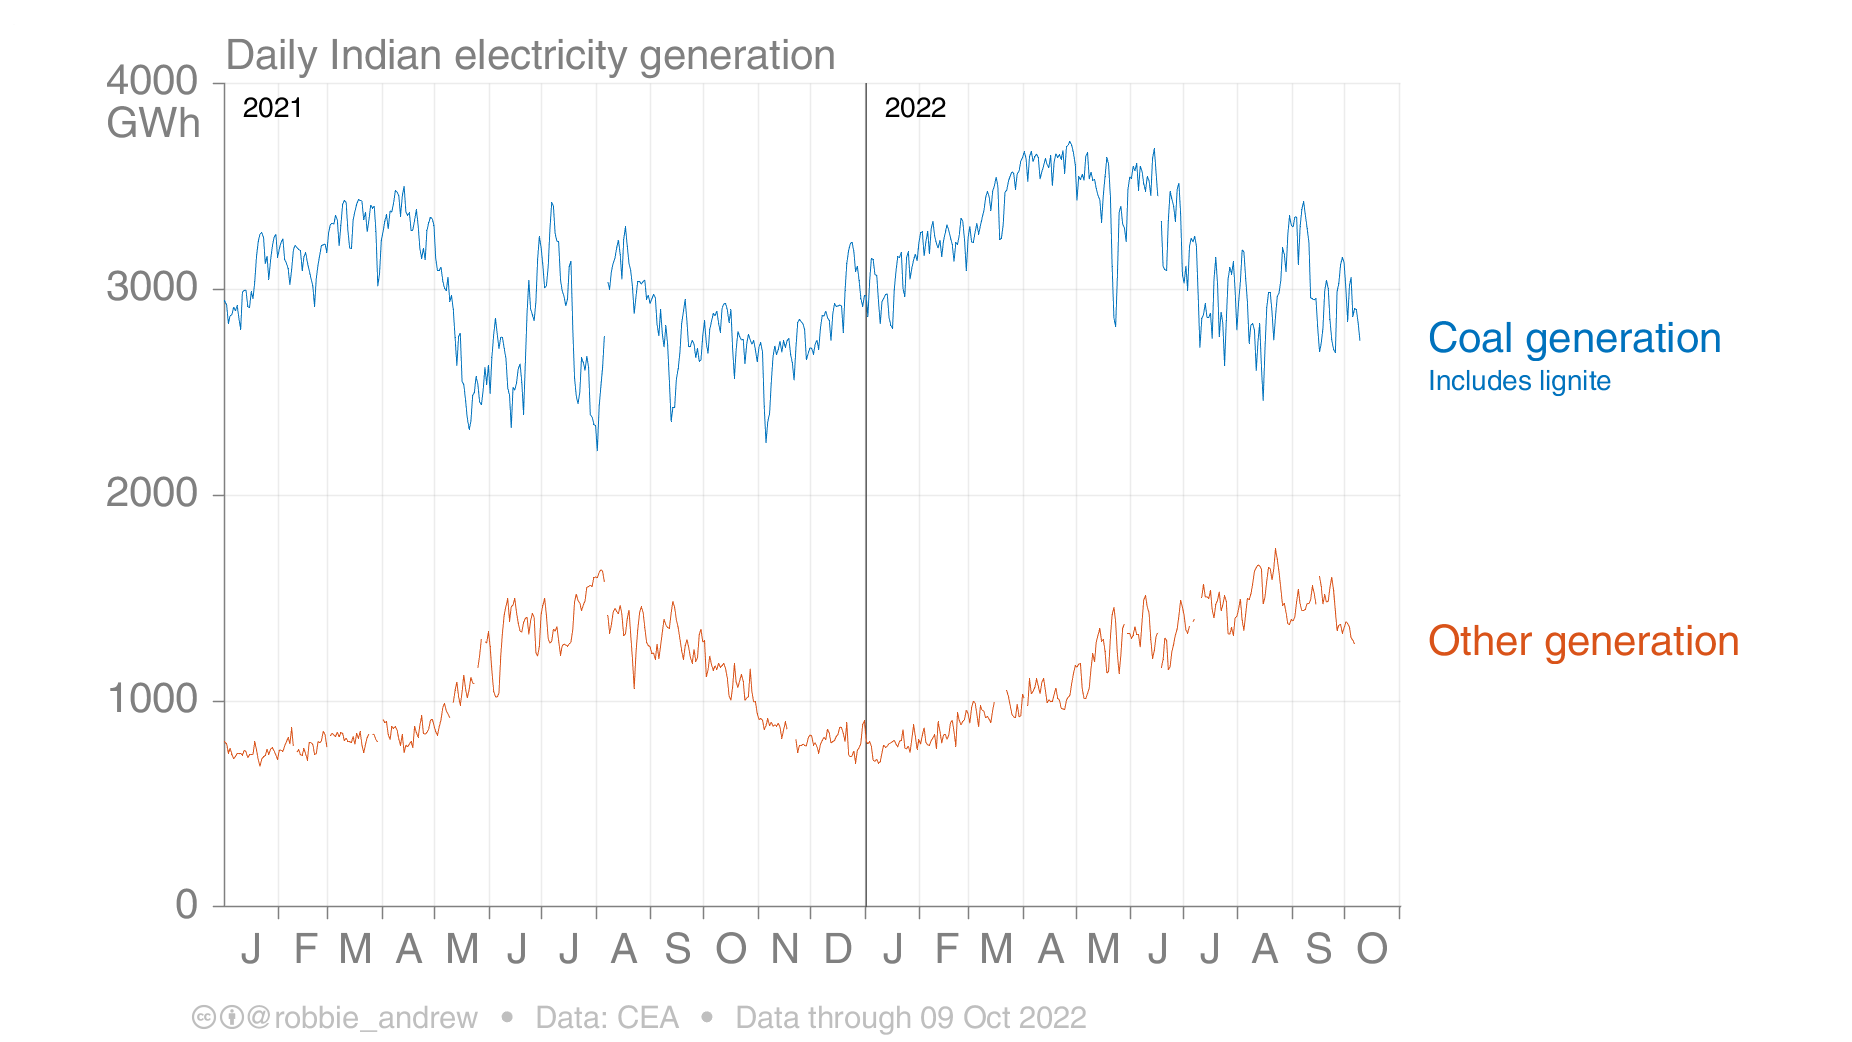 Daily Indian electricity generation
4000
GWh
2021
2022
3000
Coal generation
Includes lignite
2000
Other generation
1000
0
J F M A M J J A S O N D J F M A M J J A S O
cc @robbie_andrew • Data: CEA • Data through 09 Oct 2022